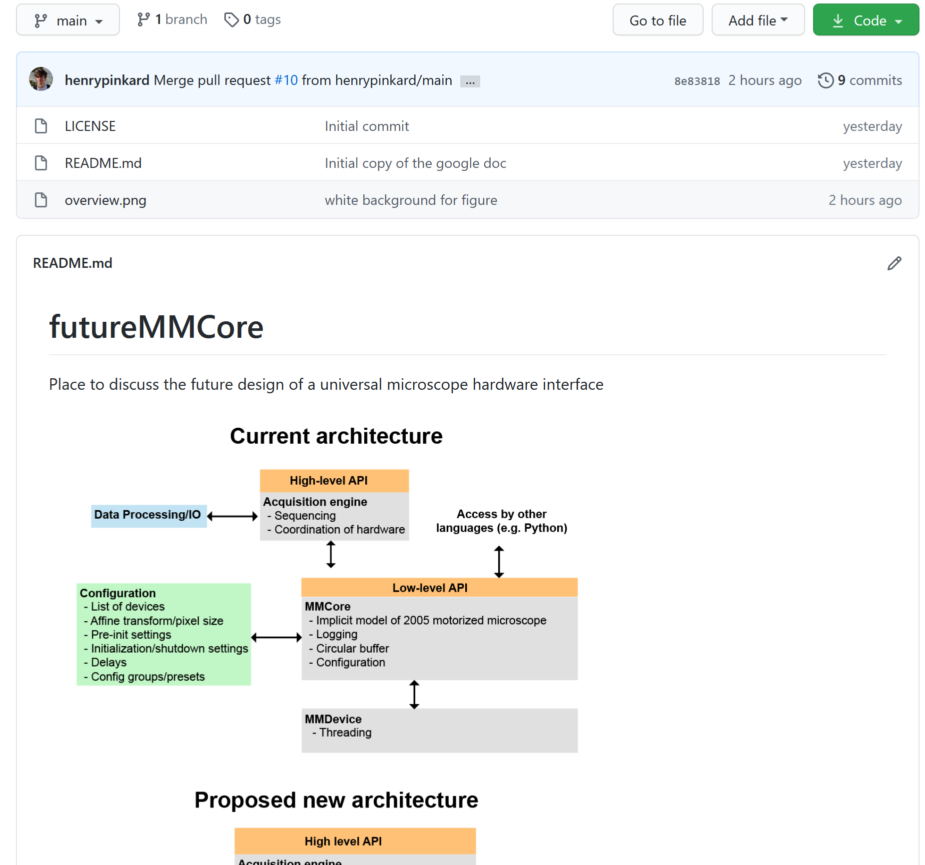 main 1 branch 0 tags Go to file Add file Code
henrypinkard Merge pull request #10 from henrypinkard/main ... 8e83818 2 hours ago 9 commits
LICENSE Initial commit yesterday
README.md Initial copy of the google doc yesterday
overview.png white background for figure 2 hours ago
README.md
futureMMCore
Place to discuss the future design of a universal microscope hardware interface
Current architecture
High-level API
Acquisition engine
- Sequencing
- Coordination of hardware
Data Processing/IO
Access by other
languages (e.g. Python)
Low-level API
MMCore
- Implicit model of 2005 motorized microscope
- Logging
- Circular buffer
- Configuration
Configuration
- List of devices
- Affine transform/pixel size
- Pre-init settings
- Initialization/shutdown settings
- Delays
- Config groups/presets
MMDevice
- Threading
Proposed new architecture
High level API
Acquisition engine